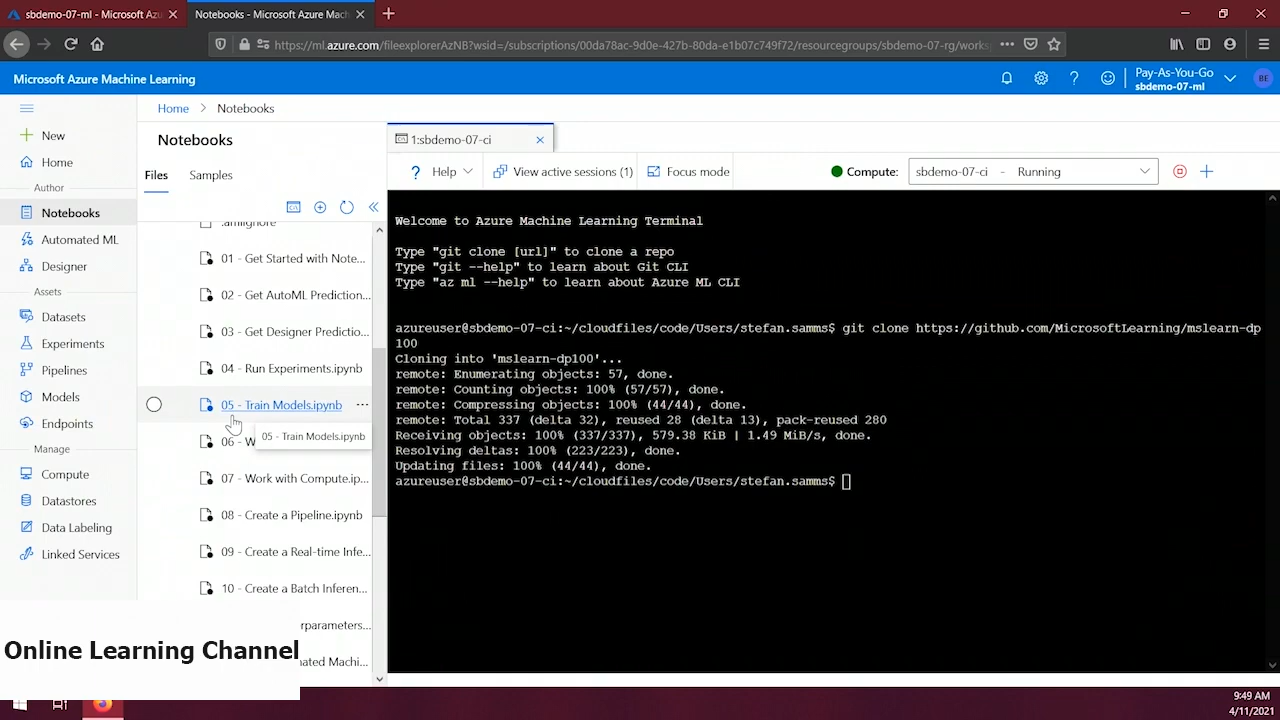 sbdemo-07-ml - Microsoft Azu
Notebooks - Microsoft Azure Mach
https://ml.azure.com/fileexplorerAzNB?wsid=/subscriptions/00da78ac-9d0e-427b-80da-e1b07c749f72/resourcegroups/sbdemo-07-rg/works
Microsoft Azure Machine Learning
Pay-As-You-Go
sbdemo-07-ml
BE
Home > Notebooks
New
Home
Author
Notebooks
Automated ML
Designer
Assets
Datasets
Experiments
Pipelines
Models
Endpoints
Manage
Compute
Datastores
Data Labeling
Linked Services
Notebooks
Files
Samples
.amlignore
01 - Get Started with Note...
02 - Get AutoML Prediction...
03 - Get Designer Predictio...
04 - Run Experiments.ipynb
05 - Train Models.ipynb
05 - Train Models.ipynb
06 - W
07 - Work with Compute.ip...
08 - Create a Pipeline.ipynb
09 - Create a Real-time Infe...
10 - Create a Batch Inferen...
rparameters...
nated Machi...
1:sbdemo-07-ci
Help
View active sessions (1)
Focus mode
Compute:
sbdemo-07-ci - Running
Welcome to Azure Machine Learning Terminal
Type "git clone [url]" to clone a repo
Type "git --help" to learn about Git CLI
Type "az ml --help" to learn about Azure ML CLI
azureuser@sbdemo-07-ci:~/cloudfiles/code/Users/stefan.samms$ git clone https://github.com/MicrosoftLearning/mslearn-dp
100
Cloning into 'mslearn-dp100'...
remote: Enumerating objects: 57, done.
remote: Counting objects: 100% (57/57), done.
remote: Compressing objects: 100% (44/44), done.
remote: Total 337 (delta 32), reused 28 (delta 13), pack-reused 280
Receiving objects: 100% (337/337), 579.38 KiB | 1.49 MiB/s, done.
Resolving deltas: 100% (223/223), done.
Updating files: 100% (44/44), done.
azureuser@sbdemo-07-ci:~/cloudfiles/code/Users/stefan.samms$
Online Learning Channel
9:49 AM
4/11/2021